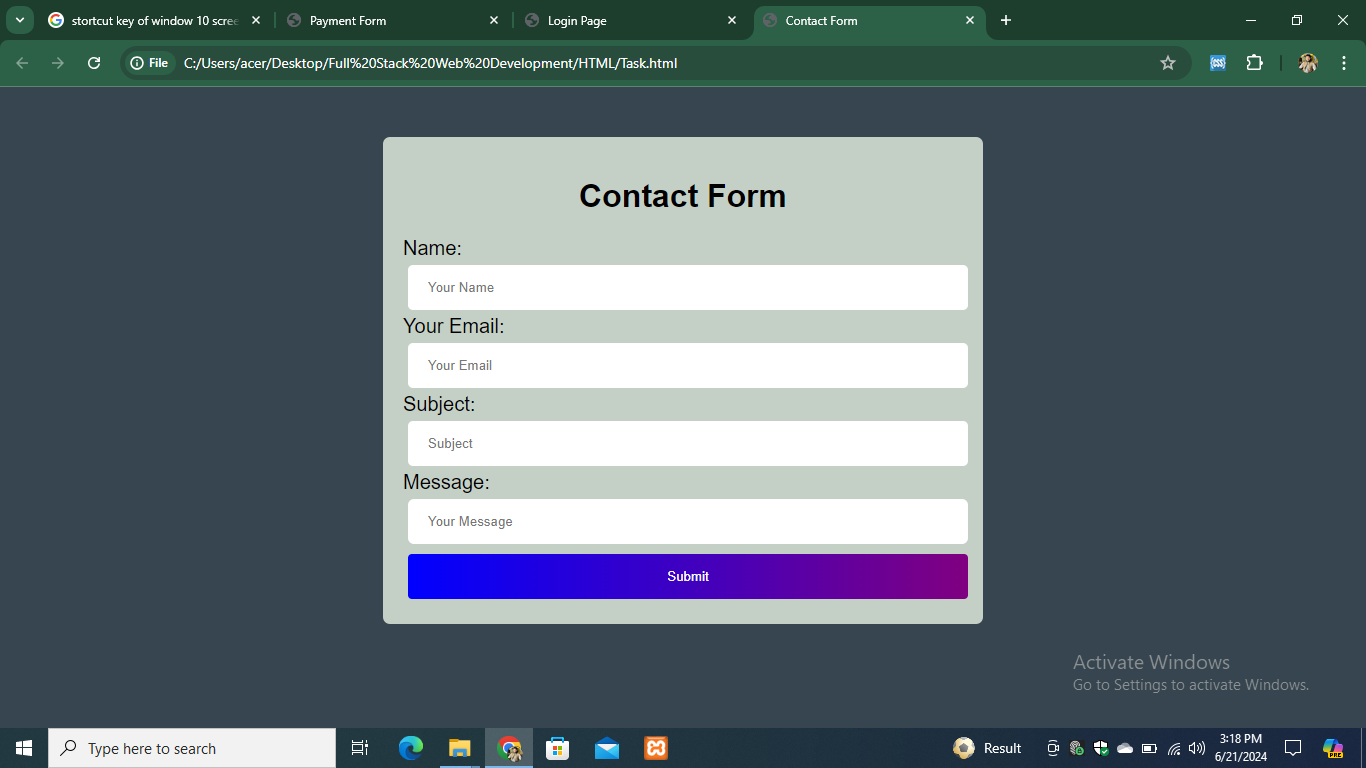 stortcut key of window 10 scree
Payment Form
Login Page
Contact Form
File
C:/Users/acer/Desktop/Full%20Stack%20Web%20Development/HTML/Task.html
Contact Form
Name:
Your Name
Your Email:
Your Email
Subject:
Subject
Message:
Your Message
Submit
Activate Windows
Go to Settings to activate Windows.
Type here to search
Result
3:18 PM
6/21/2024
PRE